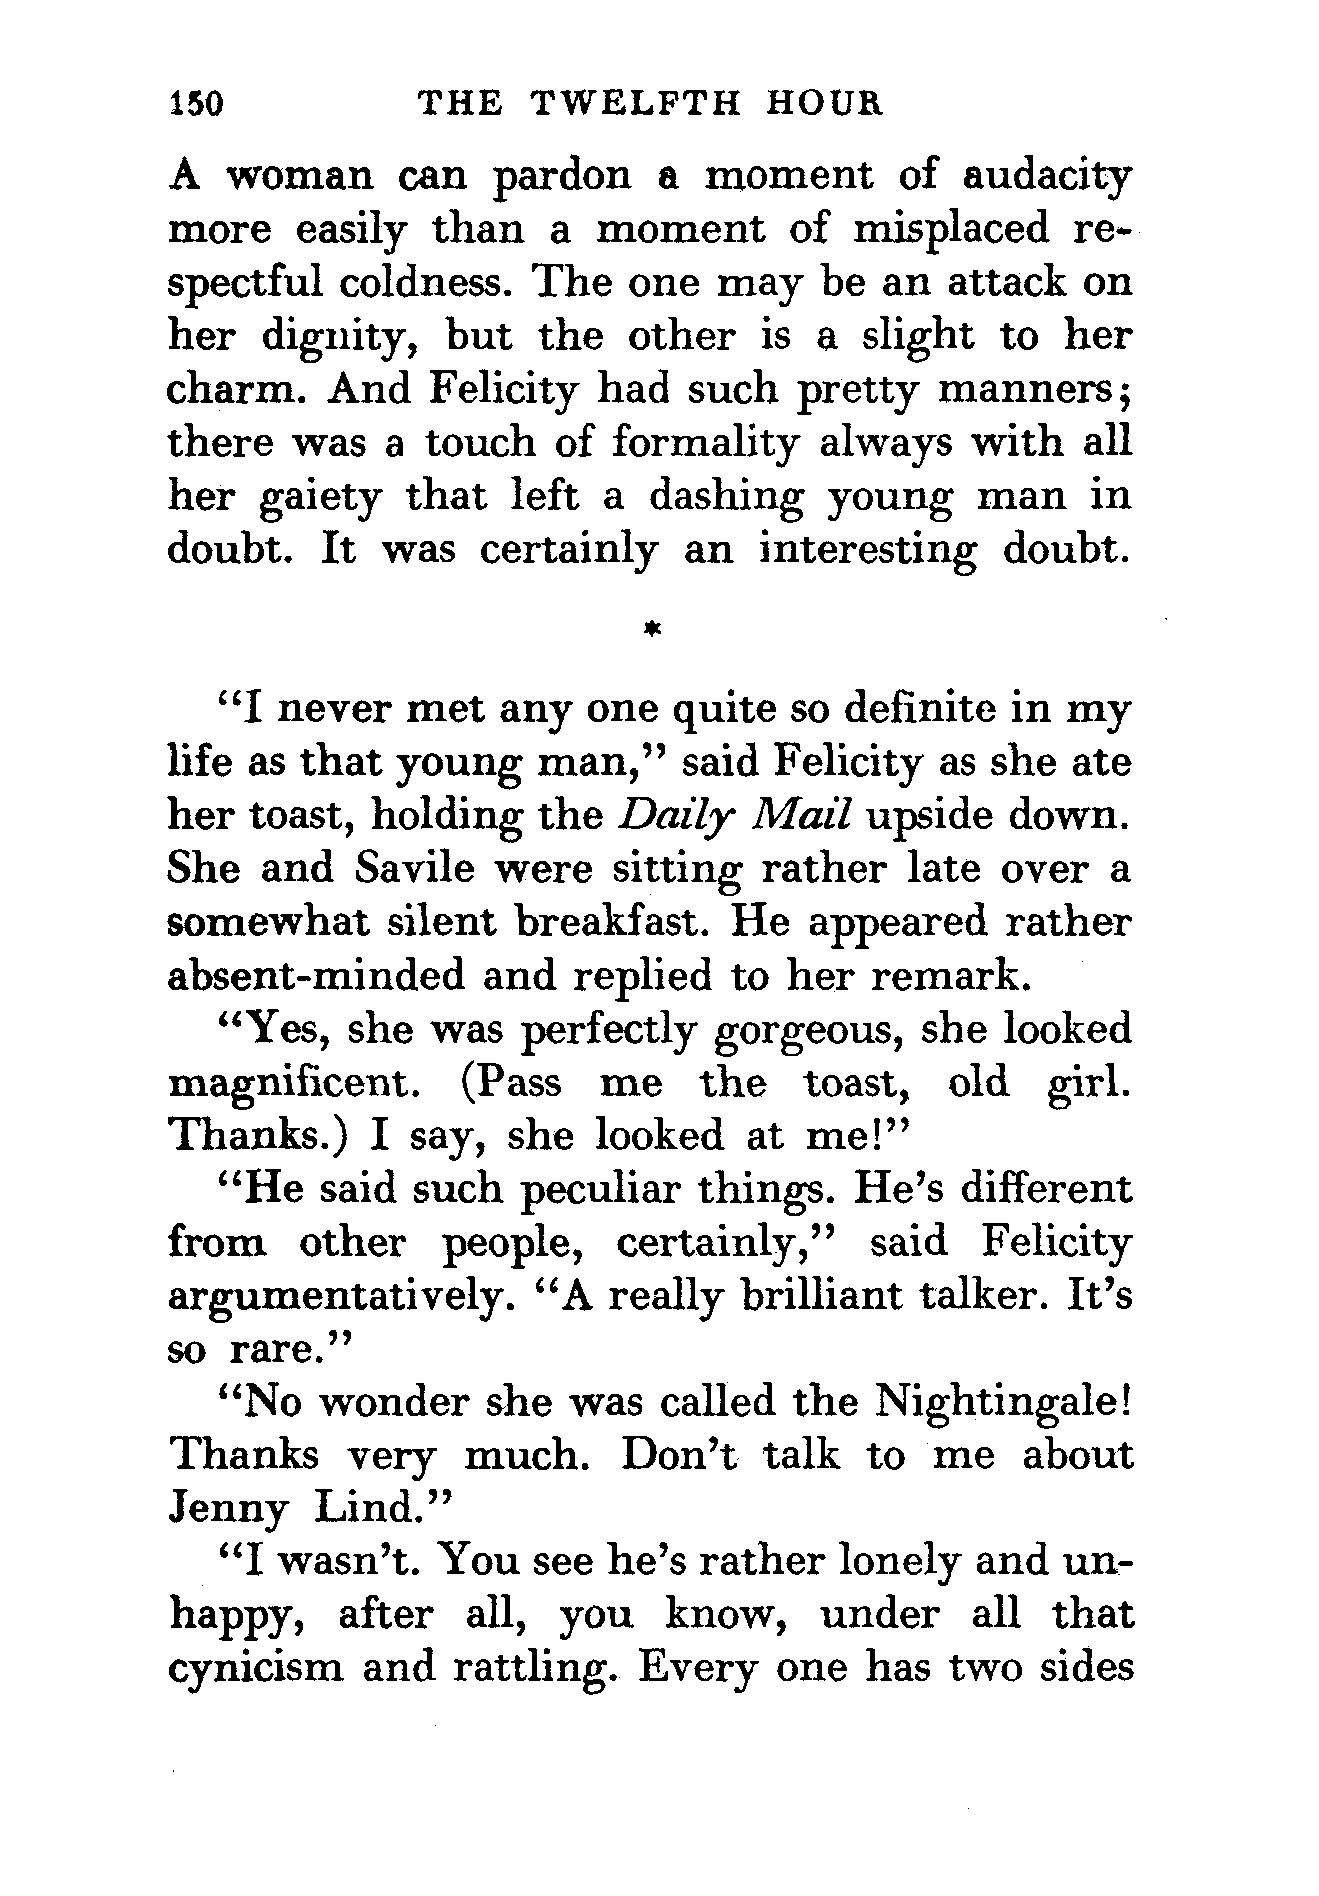 150 THE TWELFTH HOUR
A woman can pardon a moment of audacity
more easily than a moment of misplaced re-
spectful coldness. The one may be an attack on
her dignity, but the other is a slight to her
charm. And Felicity had such pretty manners;
there was a touch of formality always with all
her gaiety that left a dashing young man in
doubt. It was certainly an interesting doubt.
*
“I never met any one quite so definite in my
life as that young man,” said Felicity as she ate
her toast, holding the Daily Mail upside down.
She and Savile were sitting rather late over a
somewhat silent breakfast. He appeared rather
absent-minded and replied to her remark.
“Yes, she was perfectly gorgeous, she looked
magnificent. (Pass me the toast, old girl.
Thanks.) I say, she looked at me!”
“He said such peculiar things. He’s different
from other people, certainly,” said Felicity
argumentatively. “A really brilliant talker. It’s
so rare.”
“No wonder she was called the Nightingale!
Thanks very much. Don’t talk to me about
Jenny Lind.”
“I wasn’t. You see he’s rather lonely and un-
happy, after all, you know, under all that
cynicism and rattling. Every one has two sides